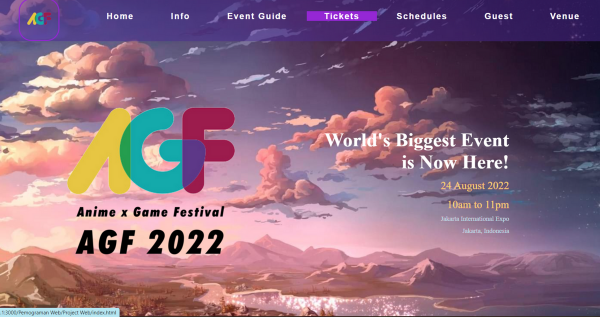 AGF
Home Info Event Guide Tickets Schedules Guest Venue
AGF
Anime x Game Festival
AGF 2022
World's Biggest Event
is Now Here!
24 August 2022
10am to 11pm
Jakarta International Expo
Jakarta, Indonesia
:3000/Pemograman Web/Project Web/index.html